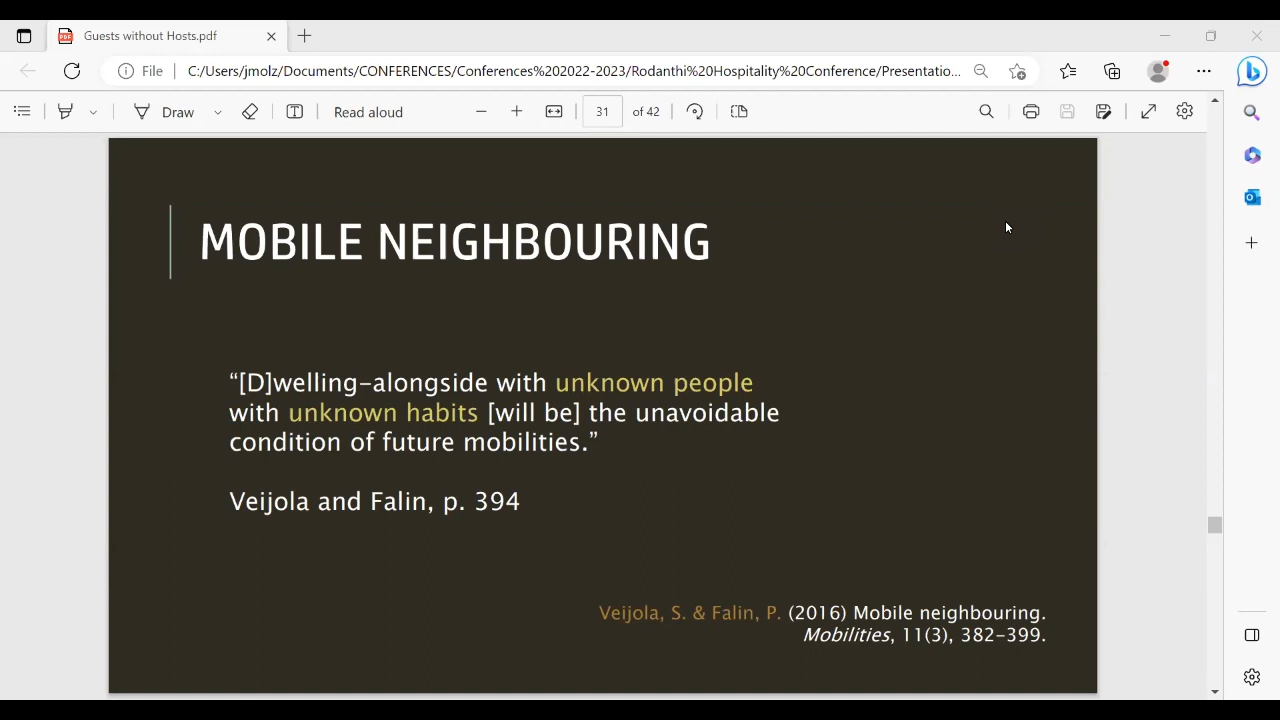 Guests without Hosts.pdf
File
C:/Users/jmolz/Documents/CONFERENCES/Conferences%202022-2023/Rodanthi%20Hospitality%20Conference/Presentatio...
Draw
Read aloud
31 of 42
MOBILE NEIGHBOURING
“[D]welling–alongside with unknown people
with unknown habits [will be] the unavoidable
condition of future mobilities.”
Veijola and Falin, p. 394
Veijola, S. & Falin, P. (2016) Mobile neighbouring.
Mobilities, 11(3), 382–399.